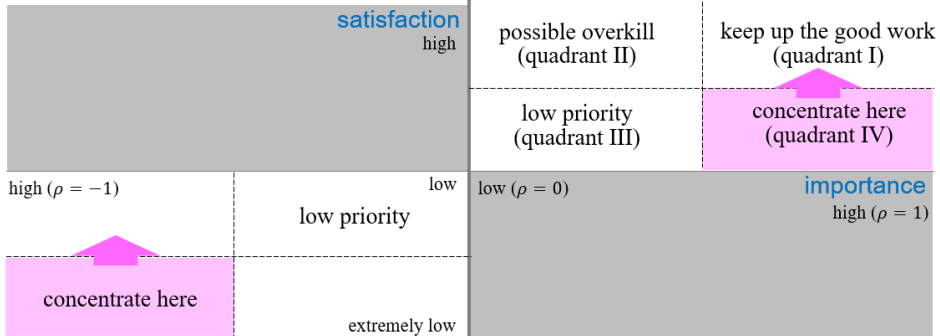 satisfaction
high
possible overkill
(quadrant II)
keep up the good work
(quadrant I)
low priority
(quadrant III)
concentrate here
(quadrant IV)
high (ρ = −1)
low
low (ρ = 0)
importance
high (ρ = 1)
low priority
concentrate here
extremely low